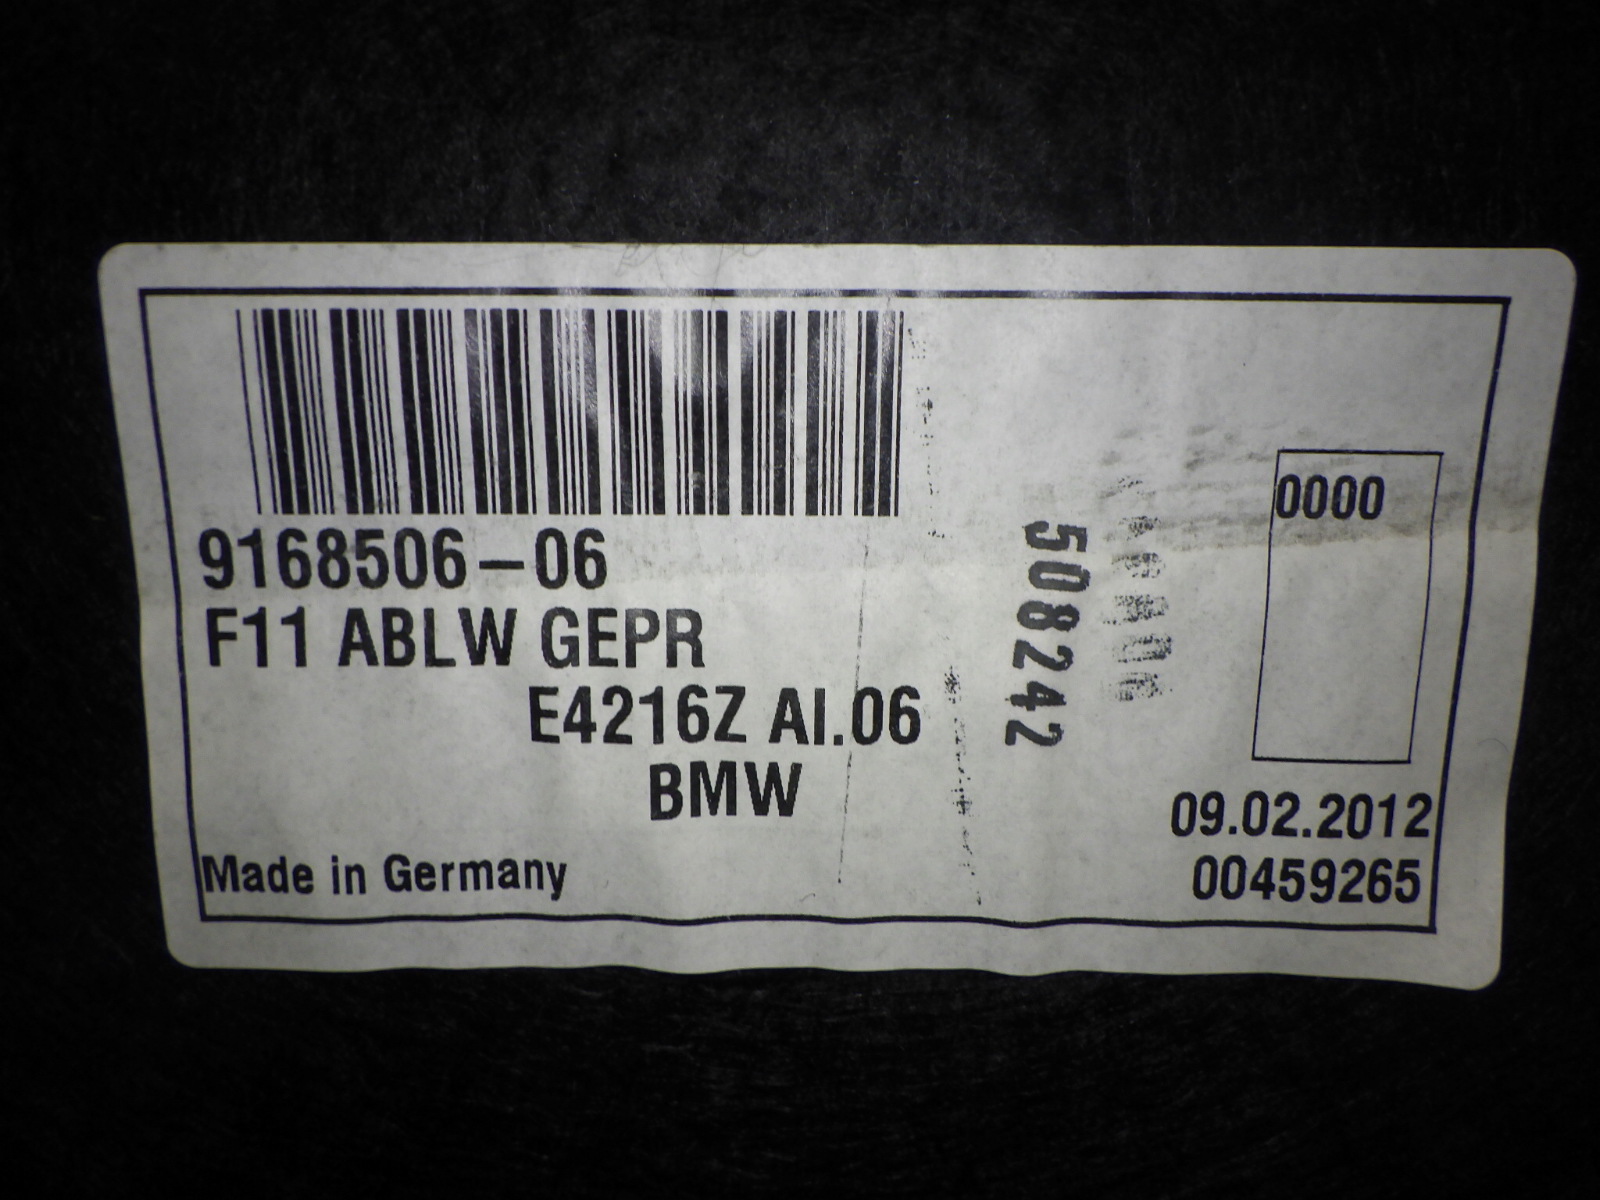 9168506-06
F11 ABLW GEPR
E4216Z AI.06
BMW
Made in Germany
508242
0000
09.02.2012
00459265